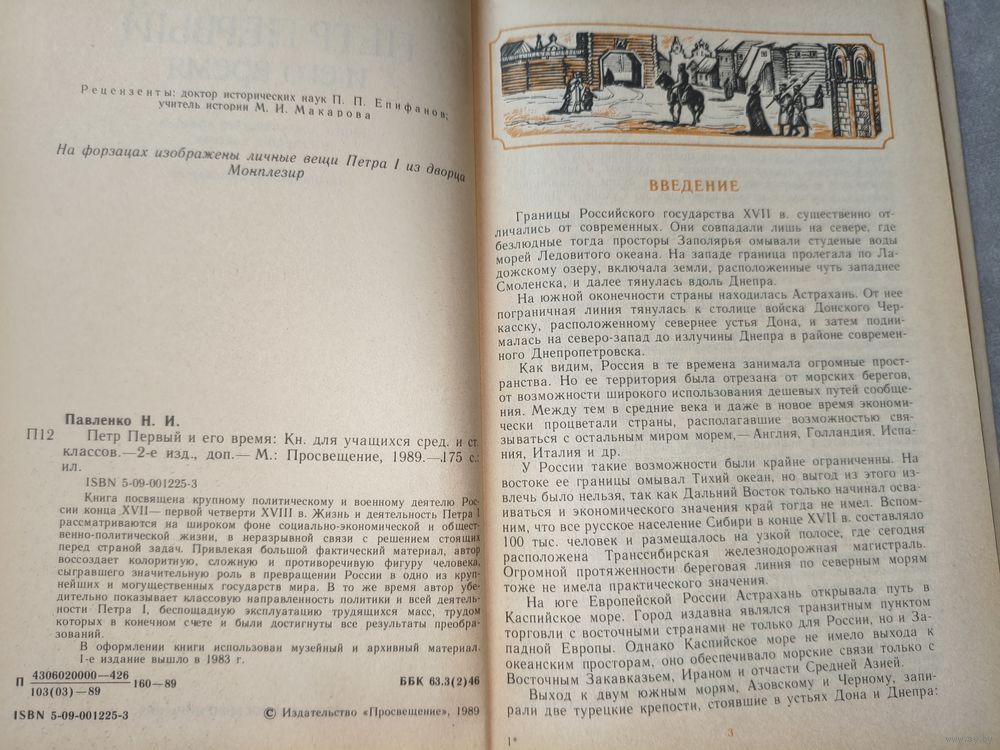 Рецензенты: доктор исторических наук П. П. Епифанов;
учитель истории М. И. Макарова
На форзацах изображены личные вещи Петра I из дворца
Монплезир
Павленко Н. И.
П12 Петр Первый и его время: Кн. для учащихся сред. и ст.
классов.—2-е изд., доп.— М.: Просвещение, 1989.—175 с.:
ил.
ISBN 5-09-001225-3
Книга посвящена крупному политическому и военному деятелю Рос-
сии конца XVII— первой четверти XVIII в. Жизнь и деятельность Петра I
рассматриваются на широком фоне социально-экономической и общест-
венно-политической жизни, в неразрывной связи с решением стоящих
перед страной задач. Привлекая большой фактический материал, автор
воссоздает колоритную, сложную и противоречивую фигуру человека,
сыгравшего значительную роль в превращении России в одно из круп-
нейших и могущественных государств мира. В то же время автор убе-
дительно показывает классовую направленность политики и всей деятель-
ности Петра I, беспощадную эксплуатацию трудящихся масс, трудом
которых в конечном счете и были достигнуты все результаты преобра-
зований.
В оформлении книги использован музейный и архивный материал.
1-е издание вышло в 1983 г.
П 4306020000—426
103(03)—89 160—89
ББК 63.3(2)46
ISBN 5-09-001225-3
© Издательство «Просвещение», 1989
ВВЕДЕНИЕ
Границы Российского государства XVII в. существенно от-
личались от современных. Они совпадали лишь на севере, где
безлюдные тогда просторы Заполярья омывали студеные воды
морей Ледовитого океана. На западе граница пролегала по Ла-
дожскому озеру, включала земли, расположенные чуть западнее
Смоленска, и далее тянулась вдоль Днепра.
На южной оконечности страны находилась Астрахань. От нее
пограничная линия тянулась к столице войска Донского Чер-
касску, расположенному севернее устья Дона, и затем подни-
малась на северо-запад до излучины Днепра в районе современ-
ного Днепропетровска.
Как видим, Россия в те времена занимала огромные прост-
ранства. Но ее территория была отрезана от морских берегов,
от возможности широкого использования дешевых путей сообще-
ния. Между тем в средние века и даже в новое время экономи-
чески процветали страны, располагавшие возможностью свя-
зываться с остальным миром морем,— Англия, Голландия, Испа-
ния, Италия и др.
У России такие возможности были крайне ограниченны. На
востоке ее границы омывал Тихий океан, но выгод из этого из-
влечь было нельзя, так как Дальний Восток только начинал осва-
иваться и экономического значения край тогда не имел. Вспом-
ним, что все русское население Сибири в конце XVII в. составляло
100 тыс. человек и размещалось на узкой полосе, где сегодня
расположена Транссибирская железнодорожная магистраль.
Огромной протяженности береговая линия по северным морям
тоже не имела практического значения.
На юге Европейской России Астрахань открывала путь в
Каспийское море. Город издавна являлся транзитным пунктом
торговли с восточными странами не только для России, но и За-
падной Европы. Однако Каспийское море не имело выхода к
океанским просторам, оно обеспечивало морские связи только с
Восточным Закавказьем, Ираном и отчасти Средней Азией.
Выход к двум южным морям, Азовскому и Черному, запи-
рали две турецкие крепости, стоявшие в устьях Дона и Днепра:
1*
3